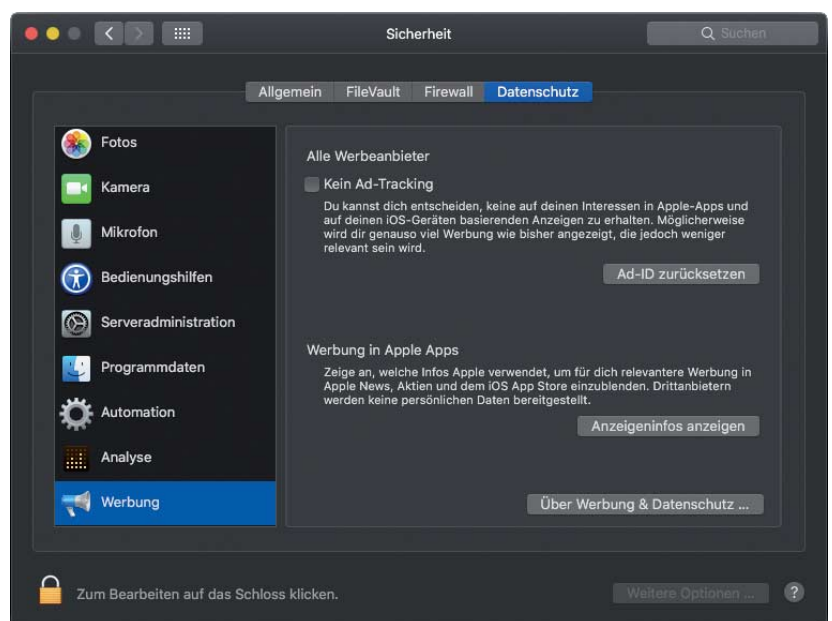 Sicherheit
Suchen
Allgemein FileVault Firewall Datenschutz
Fotos
Kamera
Mikrofon
Bedienungshilfen
Serveradministration
Programmdaten
Automation
Analyse
Werbung
Alle Werbeanbieter
Kein Ad-Tracking
Du kannst dich entscheiden, keine auf deinen Interessen in Apple-Apps und
auf deinen iOS-Geräten basierenden Anzeigen zu erhalten. Möglicherweise
wird dir genauso viel Werbung wie bisher angezeigt, die jedoch weniger
relevant sein wird.
Ad-ID zurücksetzen
Werbung in Apple Apps
Zeige an, welche Infos Apple verwendet, um für dich relevantere Werbung in
Apple News, Aktien und dem iOS App Store einzublenden. Drittanbietern
werden keine persönlichen Daten bereitgestellt.
Anzeigeninfos anzeigen
Über Werbung & Datenschutz ...
Zum Bearbeiten auf das Schloss klicken.
Weitere Optionen ...
?